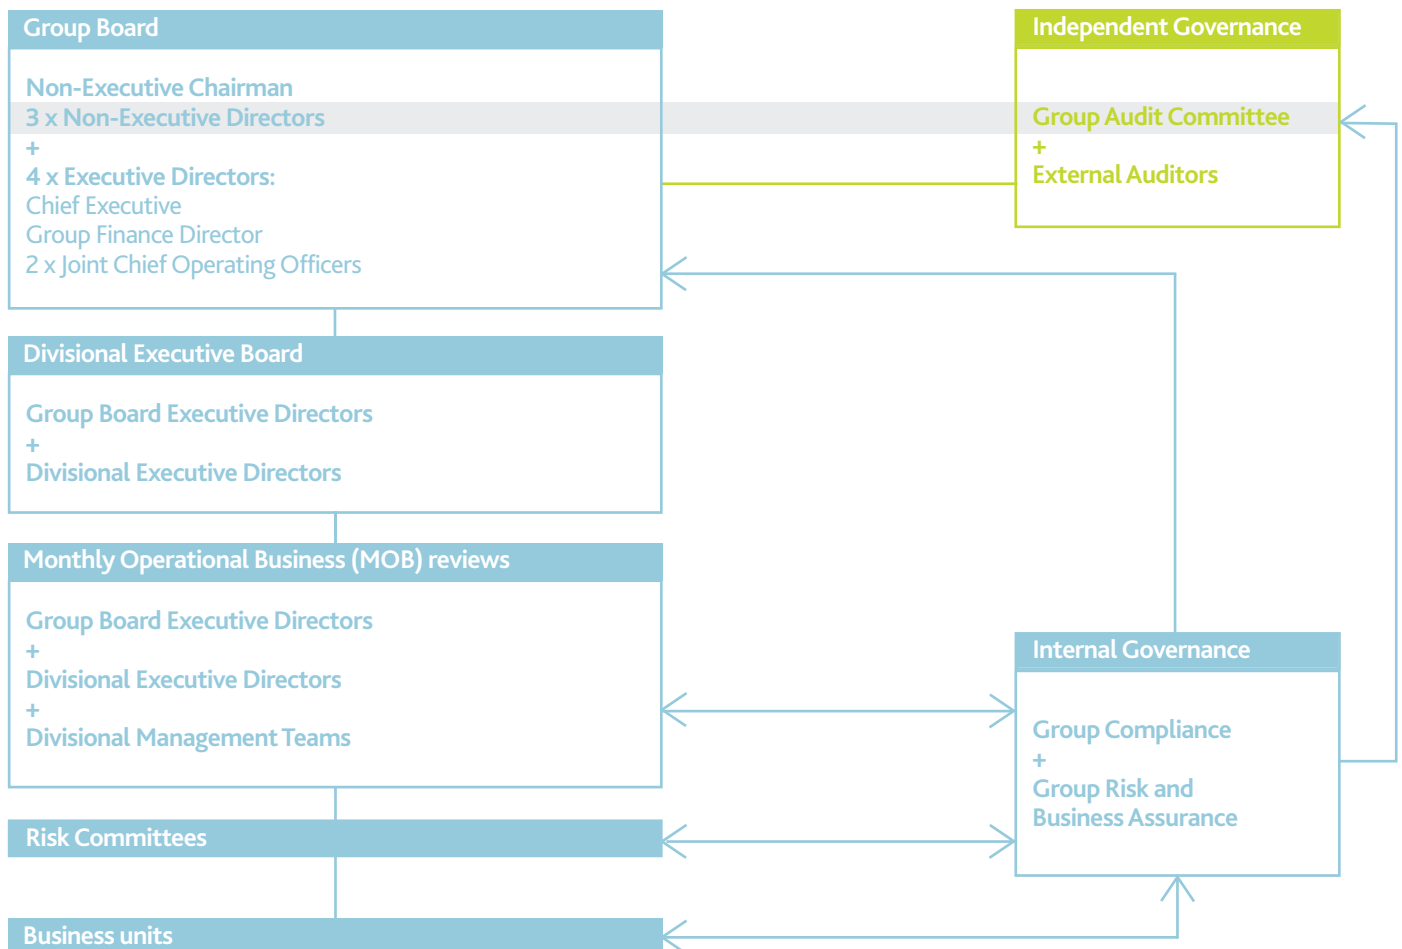 Group Board
Non-Executive Chairman
3 x Non-Executive Directors
+
4 x Executive Directors:
Chief Executive
Group Finance Director
2 x Joint Chief Operating Officers
Independent Governance
Group Audit Committee
+
External Auditors
Divisional Executive Board
Group Board Executive Directors
+
Divisional Executive Directors
Monthly Operational Business (MOB) reviews
Group Board Executive Directors
+
Divisional Executive Directors
+
Divisional Management Teams
Internal Governance
Group Compliance
+
Group Risk and
Business Assurance
Risk Committees
Business units